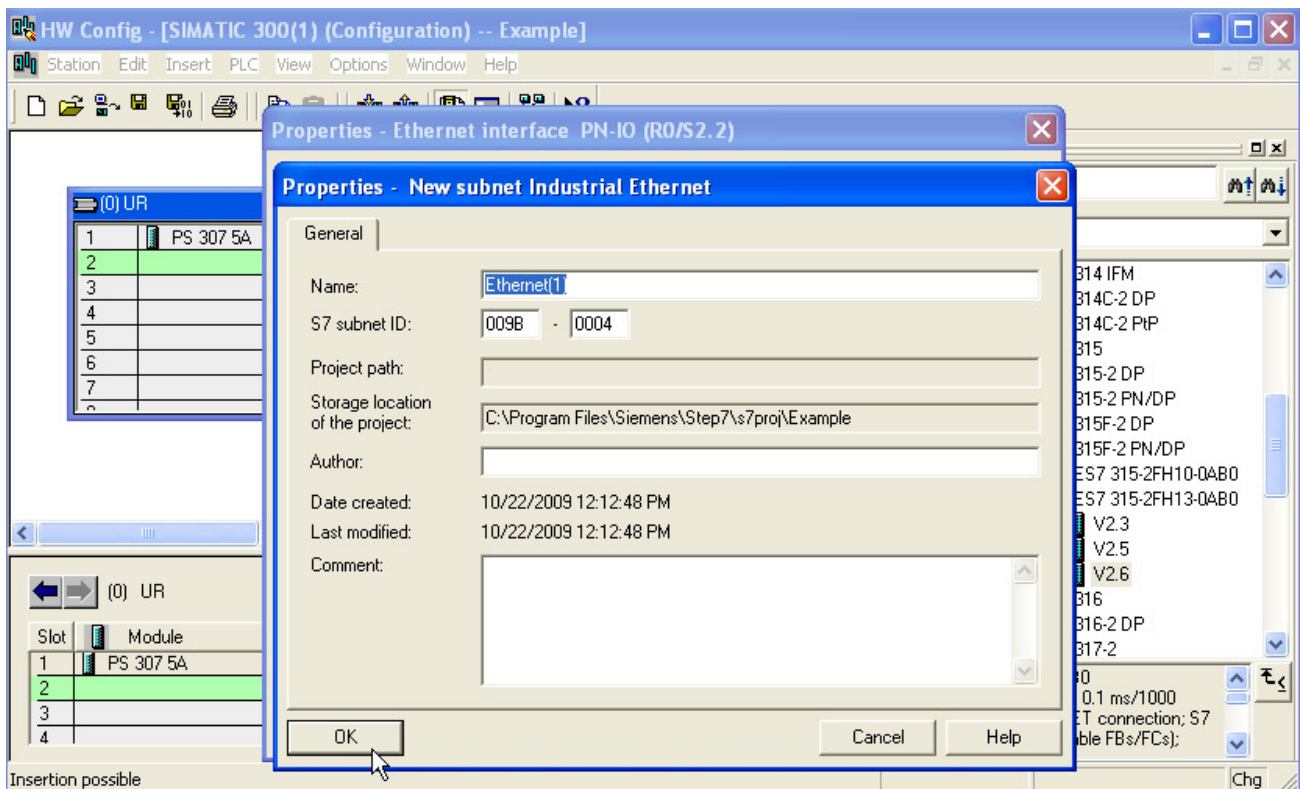 HW Config - [SIMATIC 300(1) (Configuration) -- Example]
Station Edit Insert PLC View Options Window Help
Properties - Ethernet interface PN-IO (R0/S2.2)
Properties - New subnet Industrial Ethernet
(0) UR
1 PS 307 5A
2
3
4
5
6
7
General
Name: Ethernet(1)
S7 subnet ID: 009B - 0004
Project path:
Storage location
of the project: C:\Program Files\Siemens\Step7\s7proj\Example
Author:
Date created: 10/22/2009 12:12:48 PM
Last modified: 10/22/2009 12:12:48 PM
Comment:
OK Cancel Help
314 IFM
314C-2 DP
314C-2 PtP
315
315-2 DP
315-2 PN/DP
315F-2 DP
315F-2 PN/DP
ES7 315-2FH10-0AB0
ES7 315-2FH13-0AB0
V2.3
V2.5
V2.6
316
316-2 DP
317-2
0.1 ms/1000
ET connection; S7
ble FBs/FCs);
(0) UR
Slot Module
1 PS 307 5A
2
3
4
Insertion possible
Chg